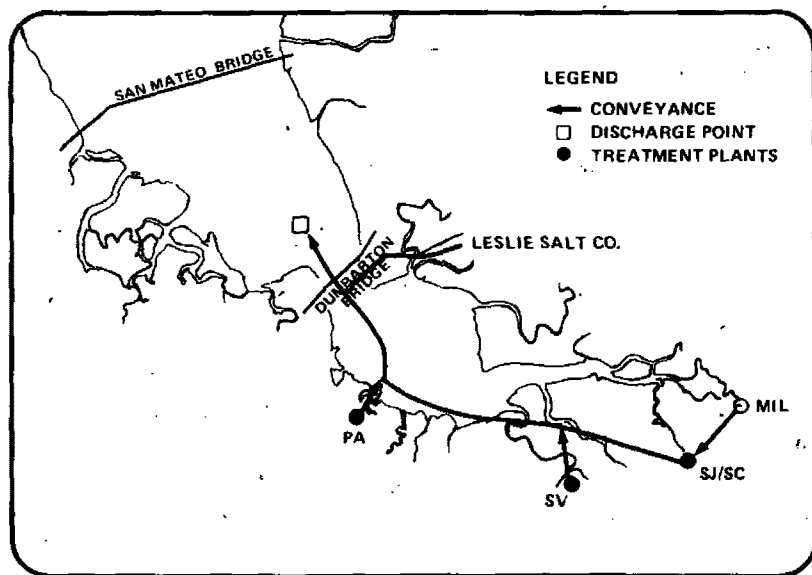 SAN MATEO BRIDGE
LEGEND
CONVEYANCE
DISCHARGE POINT
TREATMENT PLANTS
LESLIE SALT CO.
DUMBARTON
BRIDGE
MIL
PA
SJ/SC
SV